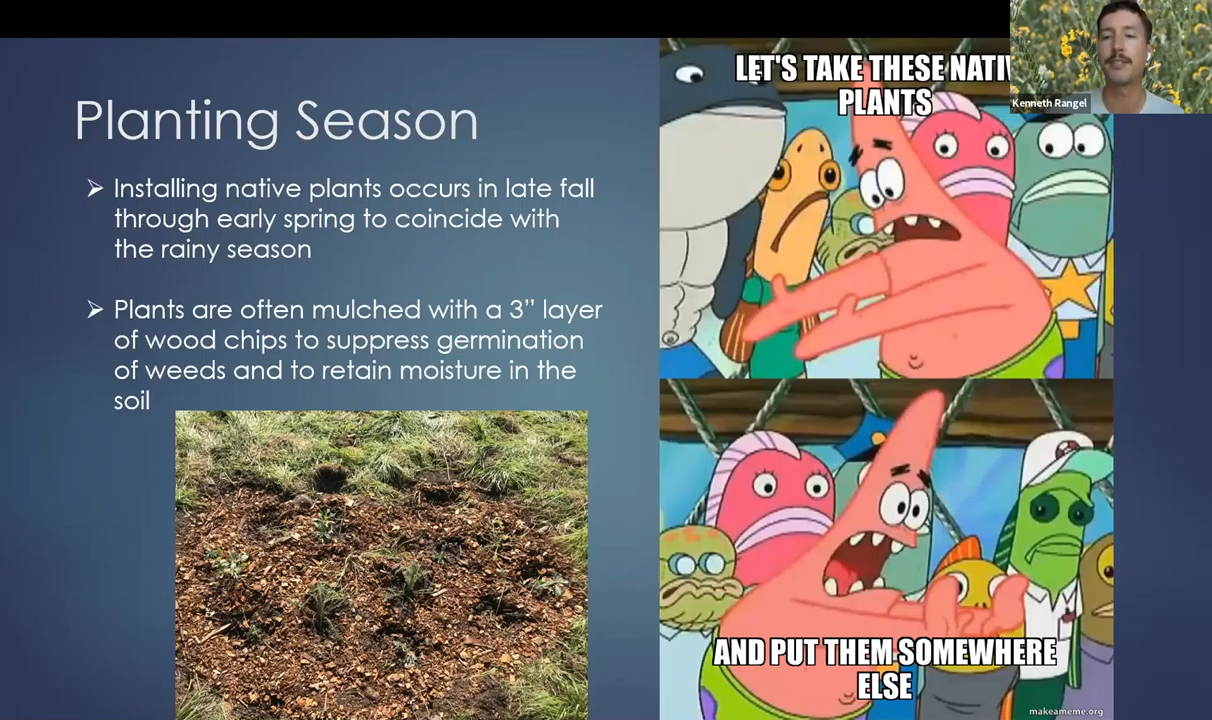 Planting Season
Installing native plants occurs in late fall
through early spring to coincide with
the rainy season
Plants are often mulched with a 3” layer
of wood chips to suppress germination
of weeds and to retain moisture in the
soil
LET'S TAKE THESE
PLANTS
AND PUT THEM SOMEWHERE
ELSE
makeameme.org
Kenneth Rangel